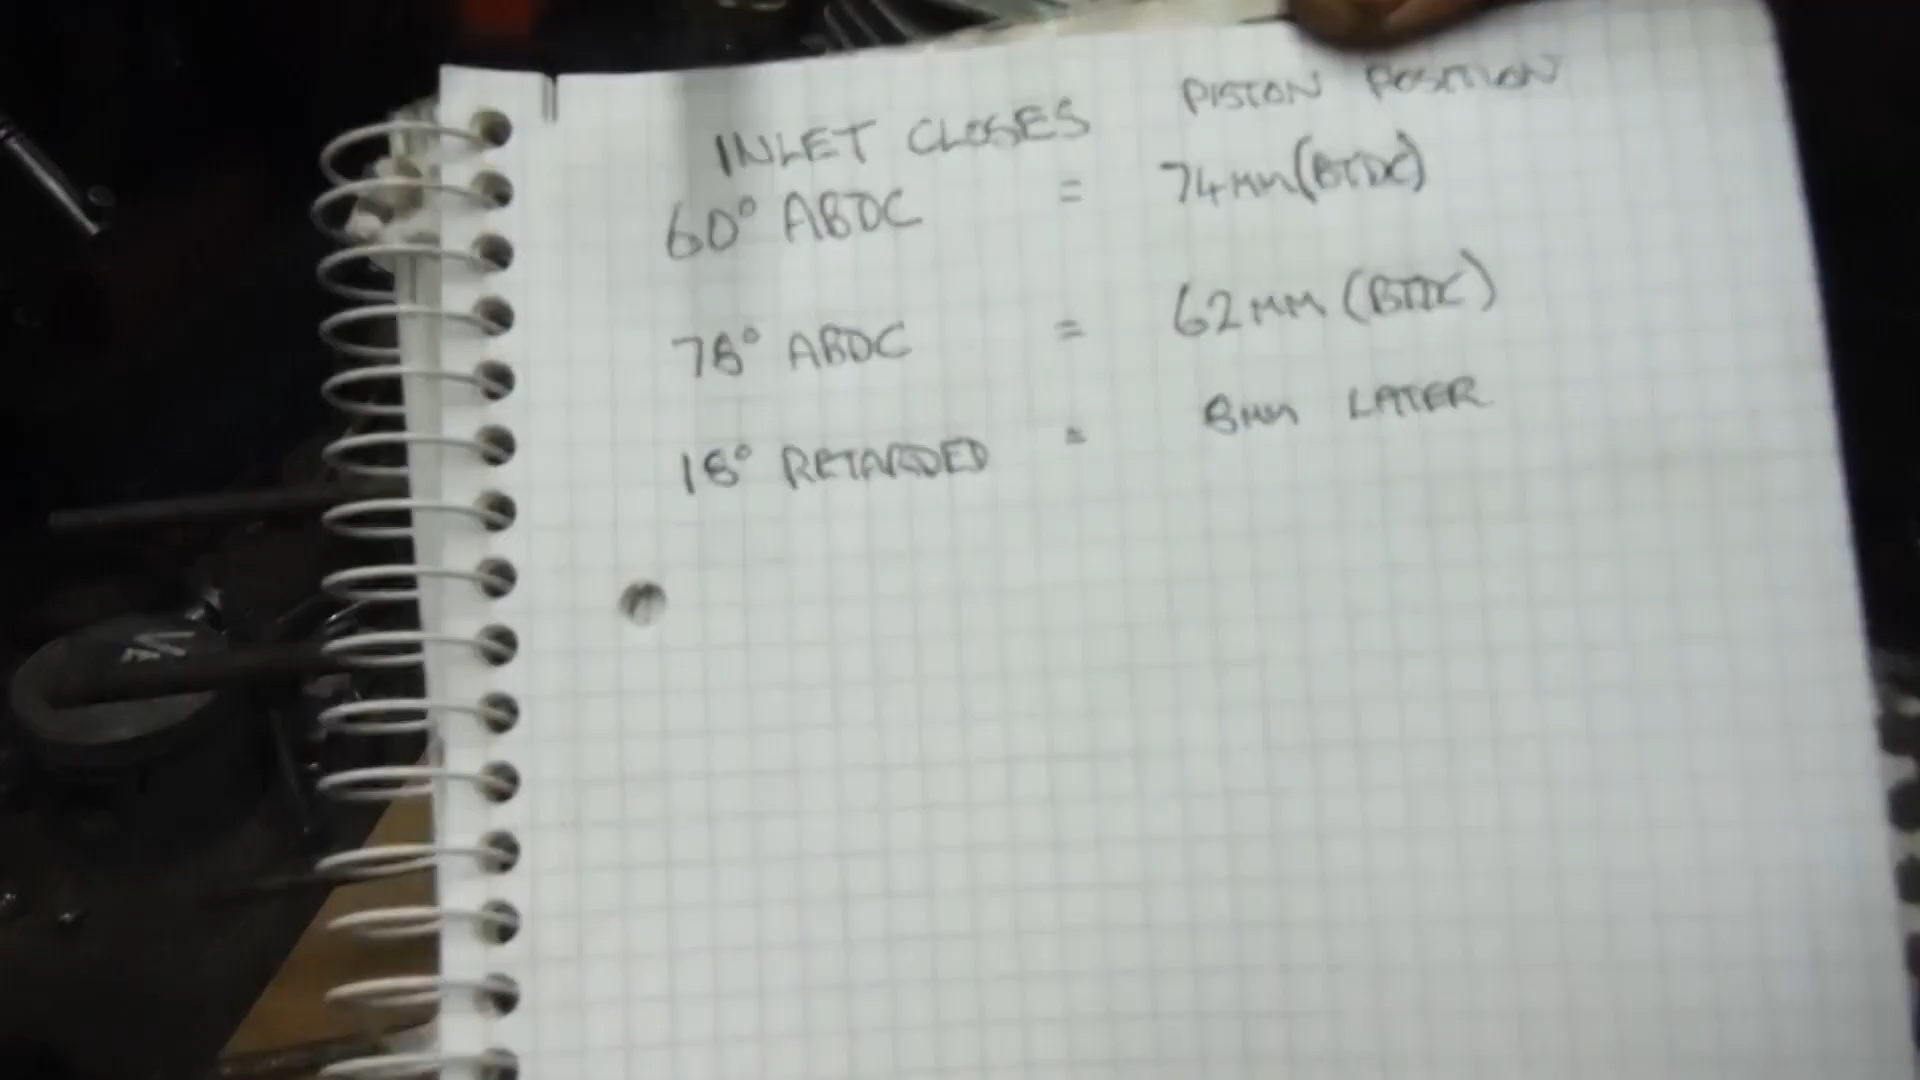 INLET CLOSES PISTON POSITION
60° ABDC = 74mm (BTDC)
78° ABDC = 62MM (BTDC)
18° RETARDED = 8mm LATER